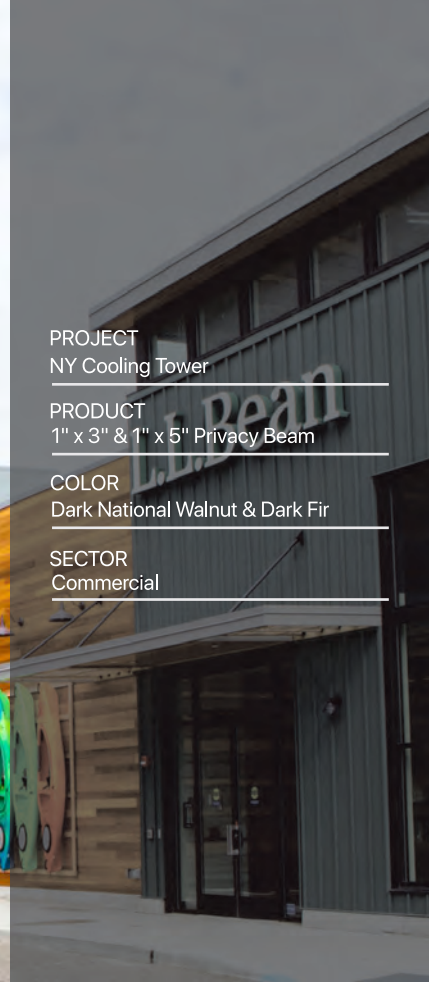 PROJECT
NY Cooling Tower
L.L.Bean
PRODUCT
1" x 3" & 1" x 5" Privacy Beam
COLOR
Dark National Walnut & Dark Fir
SECTOR
Commercial